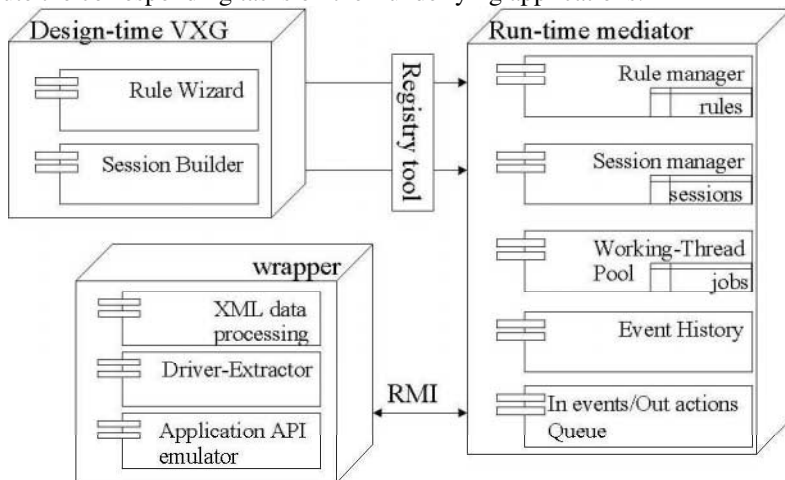 Design-time VXG
Rule Wizard
Session Builder
Registry tool
Run-time mediator
Rule manager
rules
Session manager
sessions
Working-Thread
Pool
jobs
Event History
In events/Out actions
Queue
wrapper
XML data
processing
Driver-Extractor
Application API
emulator
RMI